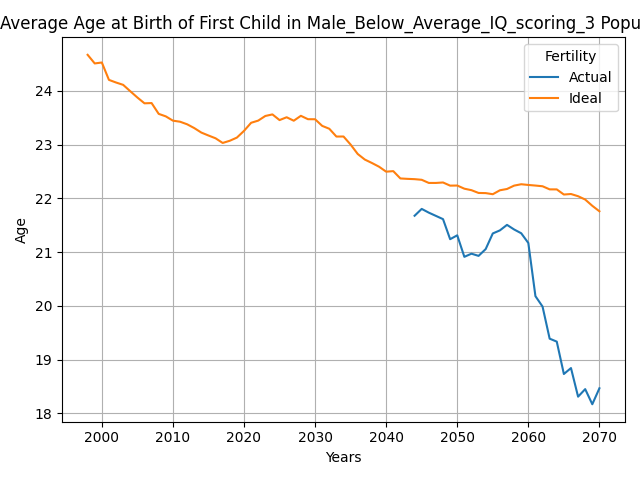 Average Age at Birth of First Child in Male_Below_Average_IQ_scoring_3 Popu
Fertility
Actual
Ideal
24
23
22
21
20
19
18
Age
2000 2010 2020 2030 2040 2050 2060 2070
Years